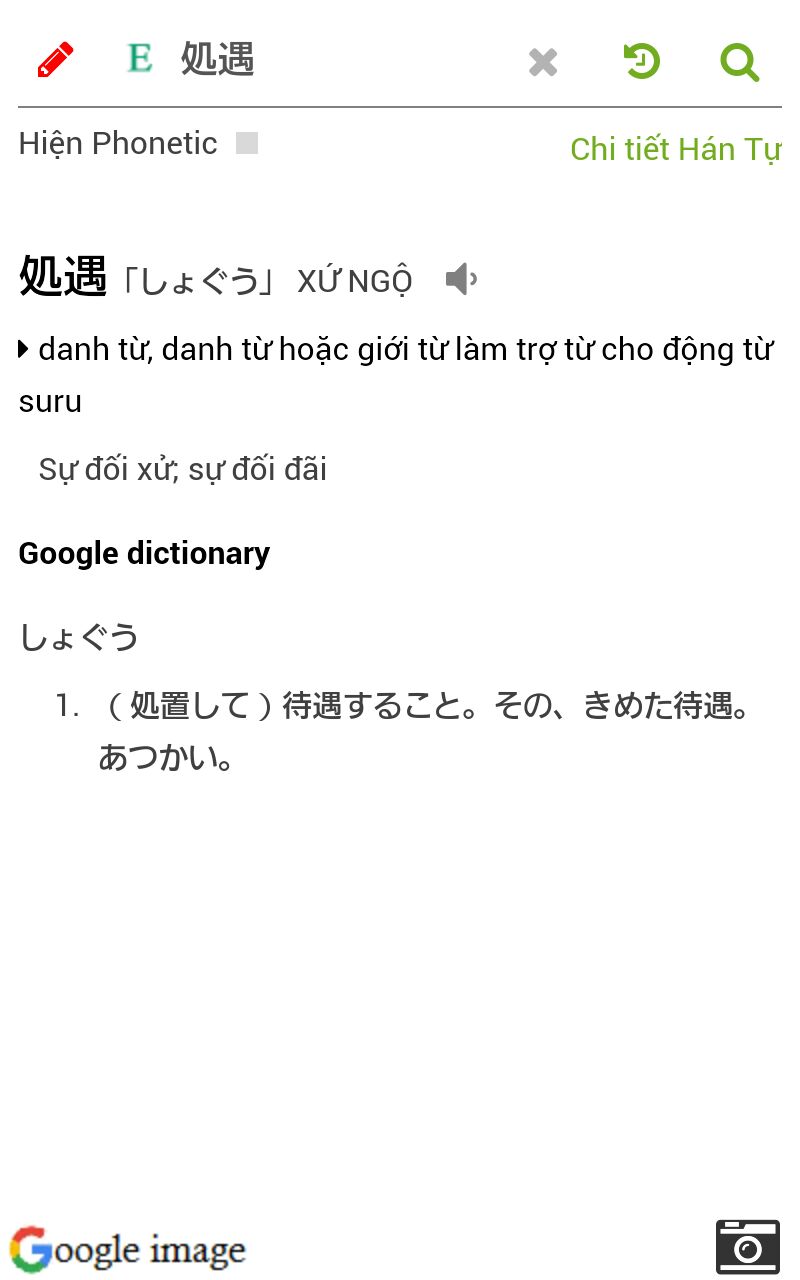 E 処遇
Hiện Phonetic
Chi tiết Hán Tự
処遇「しょぐう」 XỨ NGỘ
danh từ, danh từ hoặc giới từ làm trợ từ cho động từ
suru
Sự đối xử; sự đối đãi
Google dictionary
しょぐう
1. （処置して）待遇すること。その、きめた待遇。
あつかい。
Google image